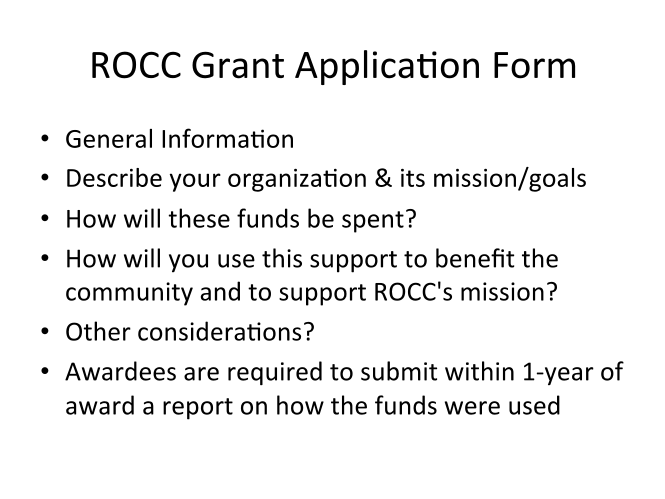 ROCC Grant Application Form
• General Information
• Describe your organization & its mission/goals
• How will these funds be spent?
• How will you use this support to benefit the
community and to support ROCC's mission?
• Other considerations?
• Awardees are required to submit within 1-year of
award a report on how the funds were used